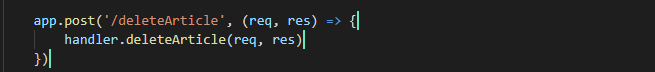 app.post('/deleteArticle', (req, res) => {
    handler.deleteArticle(req, res)
})